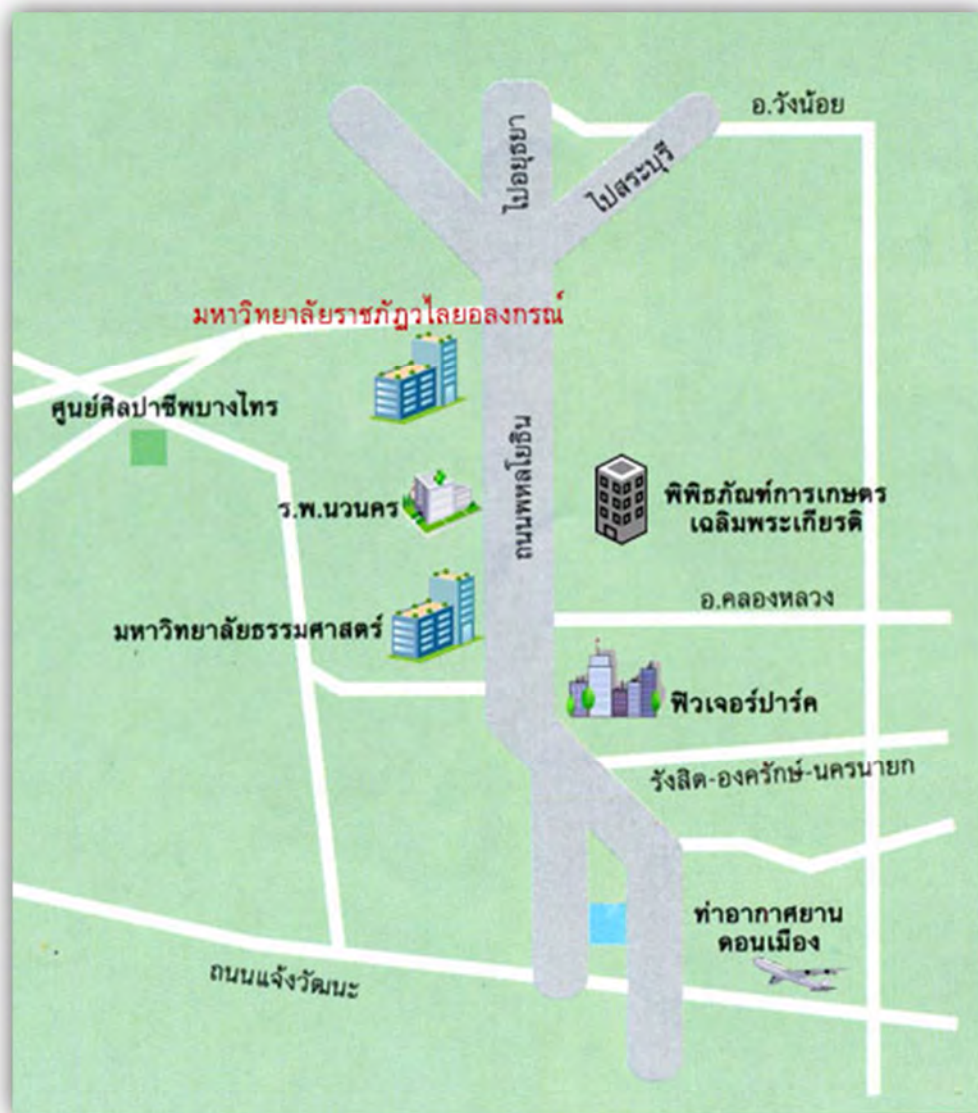 อ.วังน้อย
ไปอยุธยา
ไปสระบุรี
มหาวิทยาลัยราชภัฏวไลยอลงกรณ์
ศูนย์ศิลปาชีพบางไทร
ถนนพหลโยธิน
ร.พ.นวนคร
พิพิธภัณฑ์การเกษตร
เฉลิมพระเกียรติ
อ.คลองหลวง
มหาวิทยาลัยธรรมศาสตร์
ฟิวเจอร์ปาร์ค
รังสิต-องครักษ์-นครนายก
ท่าอากาศยาน
ดอนเมือง
ถนนแจ้งวัฒนะ